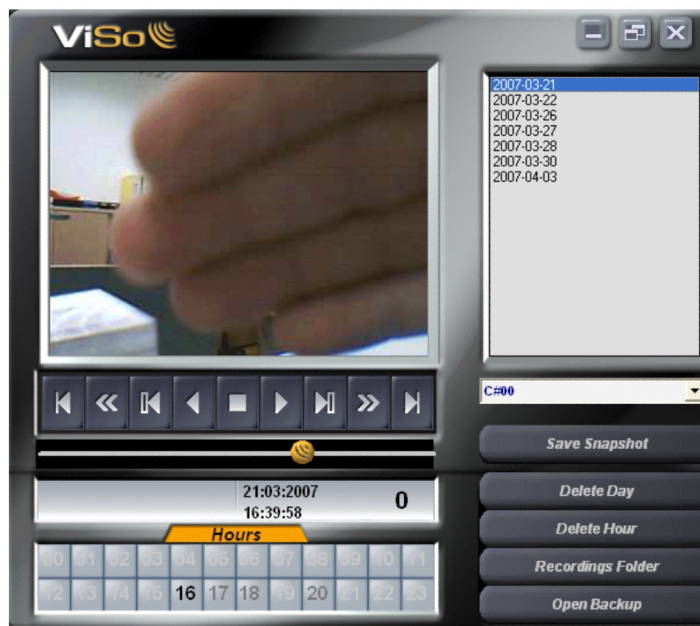 ViSo
2007-03-21
2007-03-22
2007-03-26
2007-03-27
2007-03-28
2007-03-30
2007-04-03
C#00
Save Snapshot
21:03:2007
16:39:58
0
Delete Day
Delete Hour
Recordings Folder
Open Backup
Hours
00 01 02 03 04 05 06 07 08 09 10 11
12 13 14 15 16 17 18 19 20 21 22 23